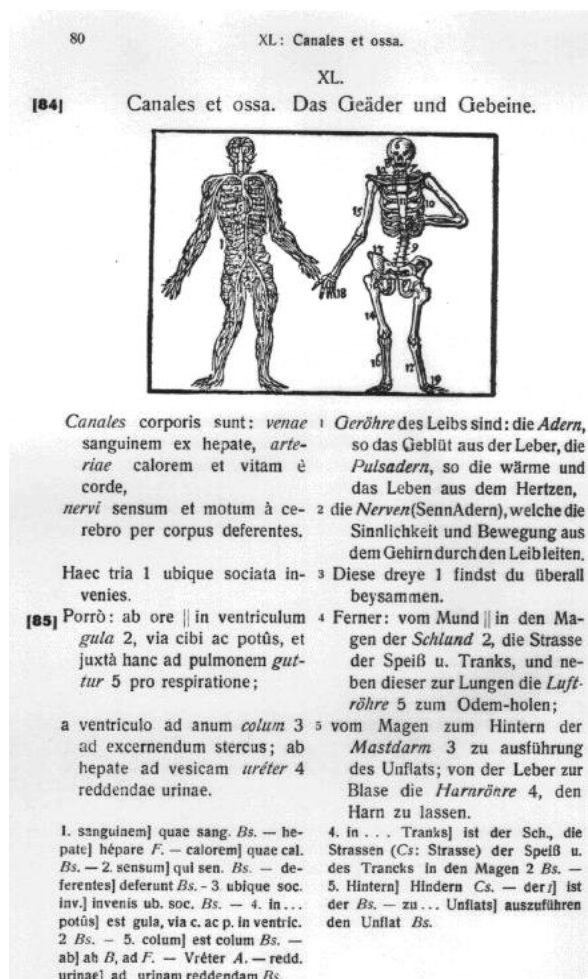 80
XL: Canales et ossa.
XL.
[84]
Canales et ossa. Das Geäder und Gebeine.
1
15
10
11
9
13
18
14
16
17
19
Canales corporis sunt: venae
sanguinem ex hepate, arte-
riae calorem et vitam è
corde,
nervi sensum et motum à ce-
rebro per corpus deferentes.
Haec tria 1 ubique sociata in-
venies.
[85] Porrò: ab ore || in ventriculum
gula 2, via cibi ac potûs, et
juxtà hanc ad pulmonem gut-
tur 5 pro respiratione;
a ventriculo ad anum colum 3
ad excernendum stercus; ab
hepate ad vesicam uréter 4
reddendae urinae.
1 Geröhre des Leibs sind: die Adern,
so das Geblüt aus der Leber, die
Pulsadern, so die wärme und
das Leben aus dem Hertzen,
2 die Nerven (SennAdern), welche die
Sinnlichkeit und Bewegung aus
dem Gehirn durch den Leib leiten.
3 Diese dreye 1 findst du überall
beysammen.
4 Ferner: vom Mund || in den Ma-
gen der Schlund 2, die Strasse
der Speiß u. Tranks, und ne-
ben dieser zur Lungen die Luft-
röhre 5 zum Odem-holen;
5 vom Magen zum Hintern der
Mastdarm 3 zu ausführung
des Unflats; von der Leber zur
Blase die Harnröhre 4, den
Harn zu lassen.
1. sanguinem] quae sang. Bs. — he-
pate] hépare F. — calorem] quae cal.
Bs. — 2. sensum] qui sen. Bs. — de-
ferentes] deferunt Bs. - 3. ubique soc.
inv.] invenis ub. soc. Bs. — 4. in...
potûs] est gula, via c. ac p. in ventric.
2 Bs. — 5. colum] est colum Bs. —
ab] ah B, ad F. — Vréter A. — redd.
urinae] ad urinam reddendam Bs.
4. in ... Tranks] ist der Sch., die
Strassen (Cs: Strasse) der Speiß u.
des Trancks in den Magen 2 Bs. —
5. Hintern] Hindern Cs. — der] ist
der Bs. — zu ... Unflats] auszuführen
den Unflat Bs.